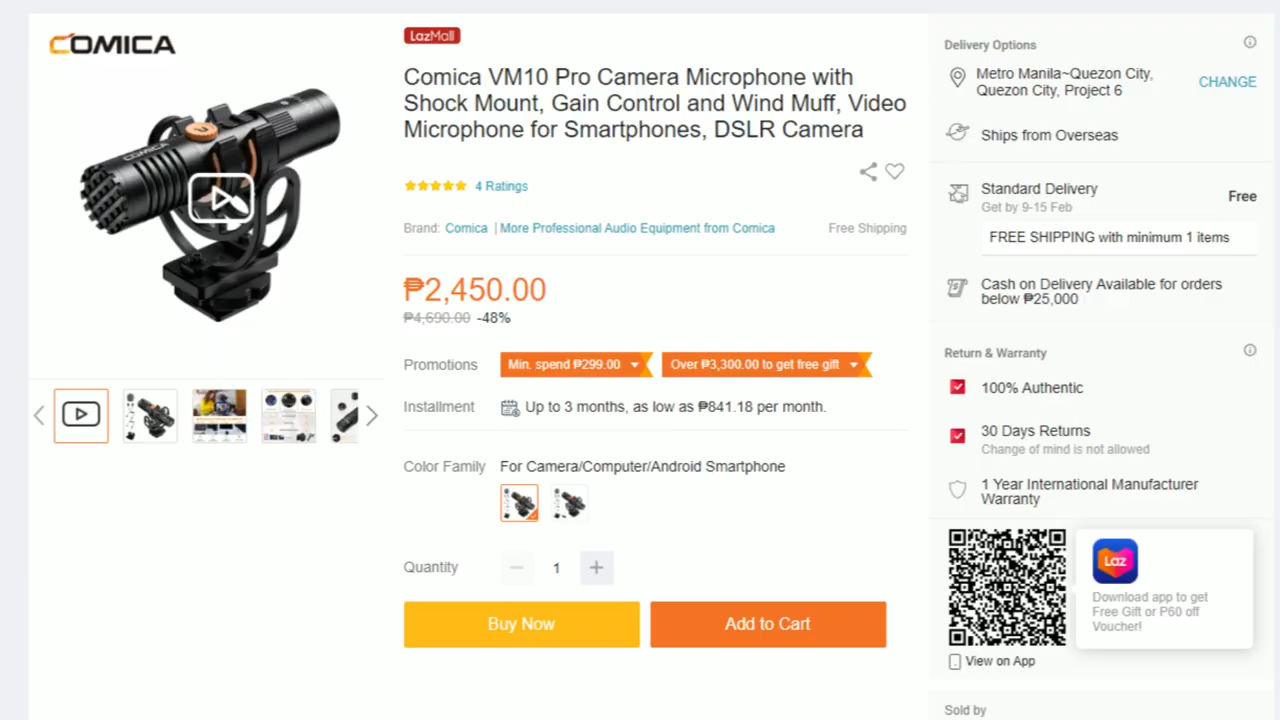 COMICA
COMICA
LazMall
Comica VM10 Pro Camera Microphone with
Shock Mount, Gain Control and Wind Muff, Video
Microphone for Smartphones, DSLR Camera
4 Ratings
Brand: Comica | More Professional Audio Equipment from Comica
Free Shipping
₱2,450.00
₱4,690.00 -48%
Promotions
Min. spend ₱299.00
Over ₱3,300.00 to get free gift
Installment
Up to 3 months, as low as ₱841.18 per month.
Color Family
For Camera/Computer/Android Smartphone
Quantity
1
Buy Now
Add to Cart
Delivery Options
Metro Manila~Quezon City,
Quezon City, Project 6
CHANGE
Ships from Overseas
Standard Delivery
Free
Get by 9-15 Feb
FREE SHIPPING with minimum 1 items
Cash on Delivery Available for orders
below ₱25,000
Return & Warranty
100% Authentic
30 Days Returns
Change of mind is not allowed
1 Year International Manufacturer
Warranty
Laz
Download app to get
Free Gift or P60 off
Voucher!
View on App
Sold by